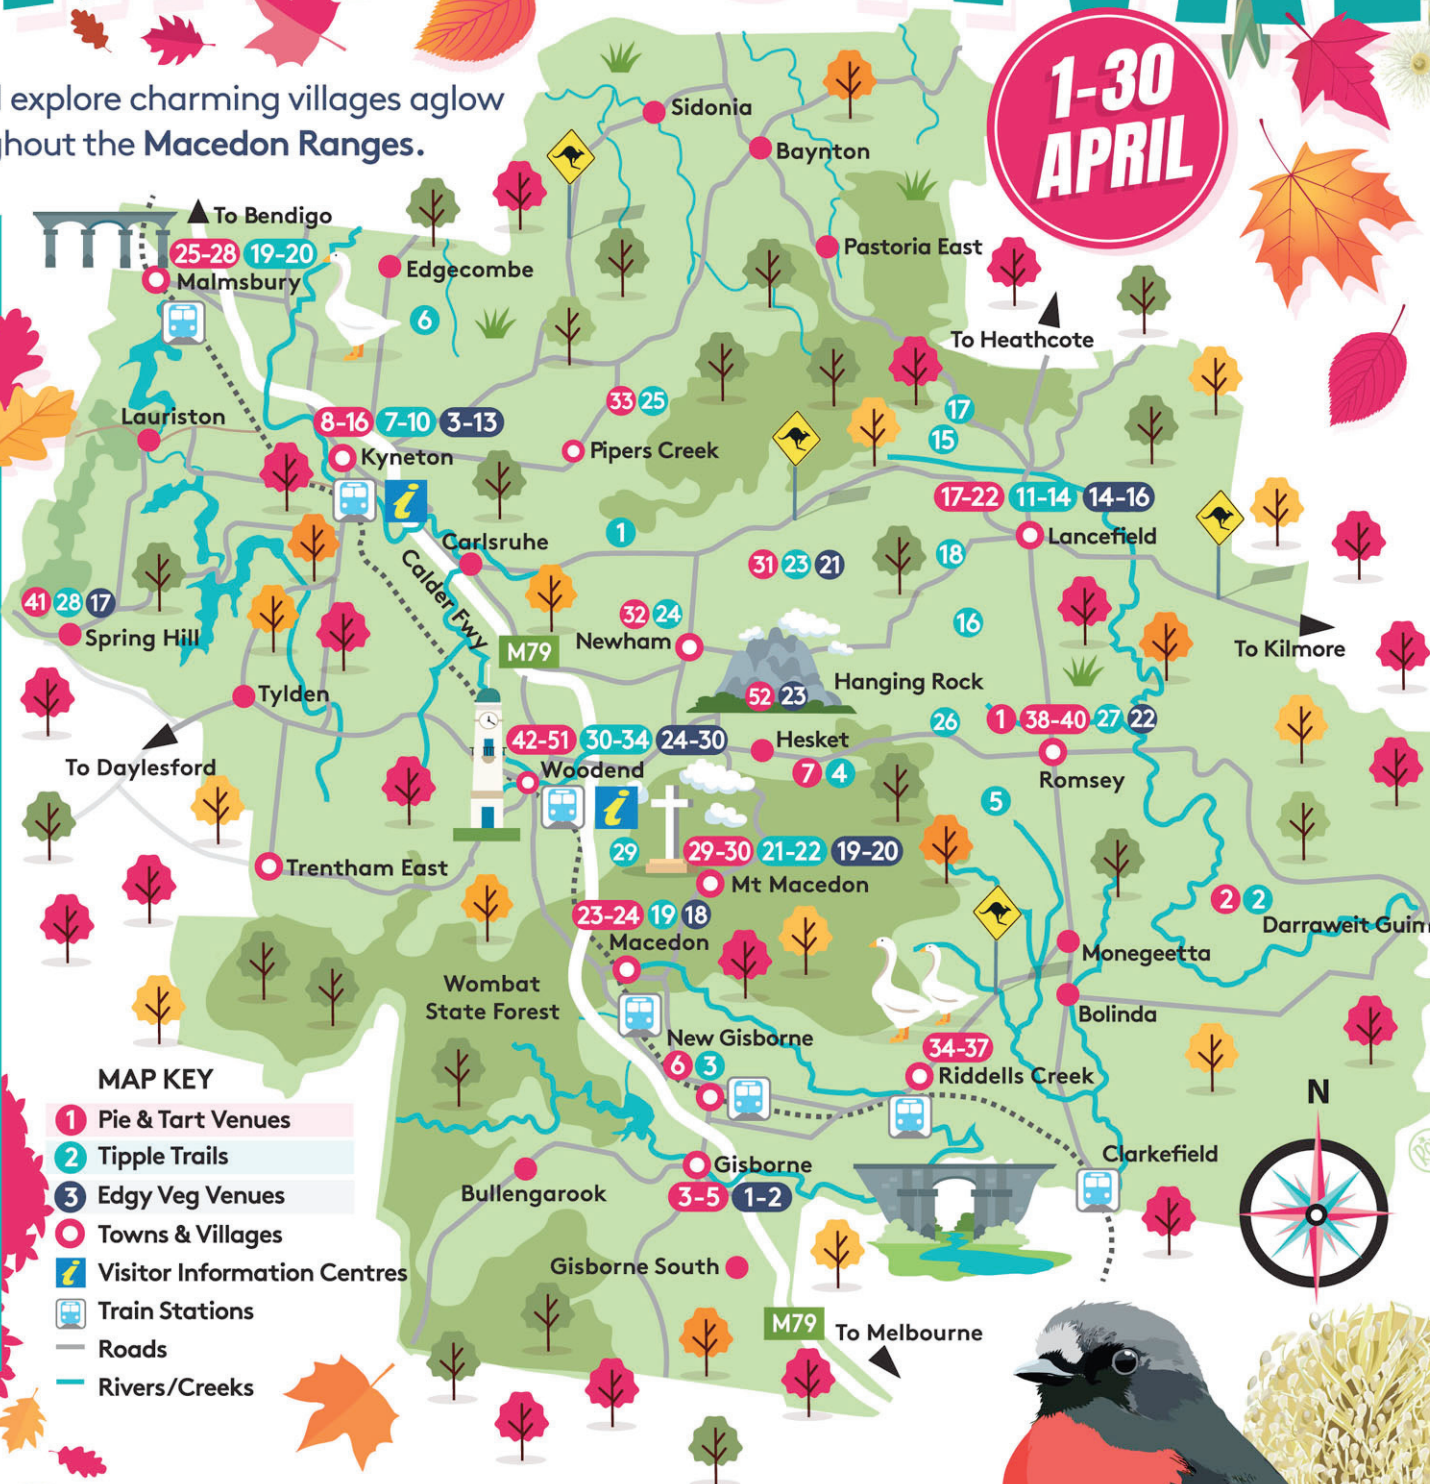 explore charming villages aglow
ghout the Macedon Ranges.
1-30
APRIL
Sidonia
Baynton
To Bendigo
25-28 19-20
Malmsbury
Edgecombe
6
Pastoria East
To Heathcote
33 25
17
15
Lauriston
8-16 7-10 3-13
Kyneton
Pipers Creek
17-22 11-14 14-16
Lancefield
1
Carlsruhe
Calder Fwy
31 23 21
18
41 28 17
Spring Hill
32 24
Newham
16
To Kilmore
M79
Tylden
Hanging Rock
52 23
26
1 38-40 27 22
Romsey
To Daylesford
42-51 30-34 24-30
Woodend
Hesket
7 4
5
29
29-30 21-22 19-20
Mt Macedon
Trentham East
2 2
Darraweit Guim
23-24 19 18
Macedon
Monegeetta
Wombat
State Forest
Bolinda
New Gisborne
6 3
34-37
Riddells Creek
Clarkefield
Gisborne
3-5 1-2
Bullengarook
Gisborne South
M79
To Melbourne
N
MAP KEY
1 Pie & Tart Venues
2 Tipple Trails
3 Edgy Veg Venues
Towns & Villages
i Visitor Information Centres
Train Stations
Roads
Rivers/Creeks